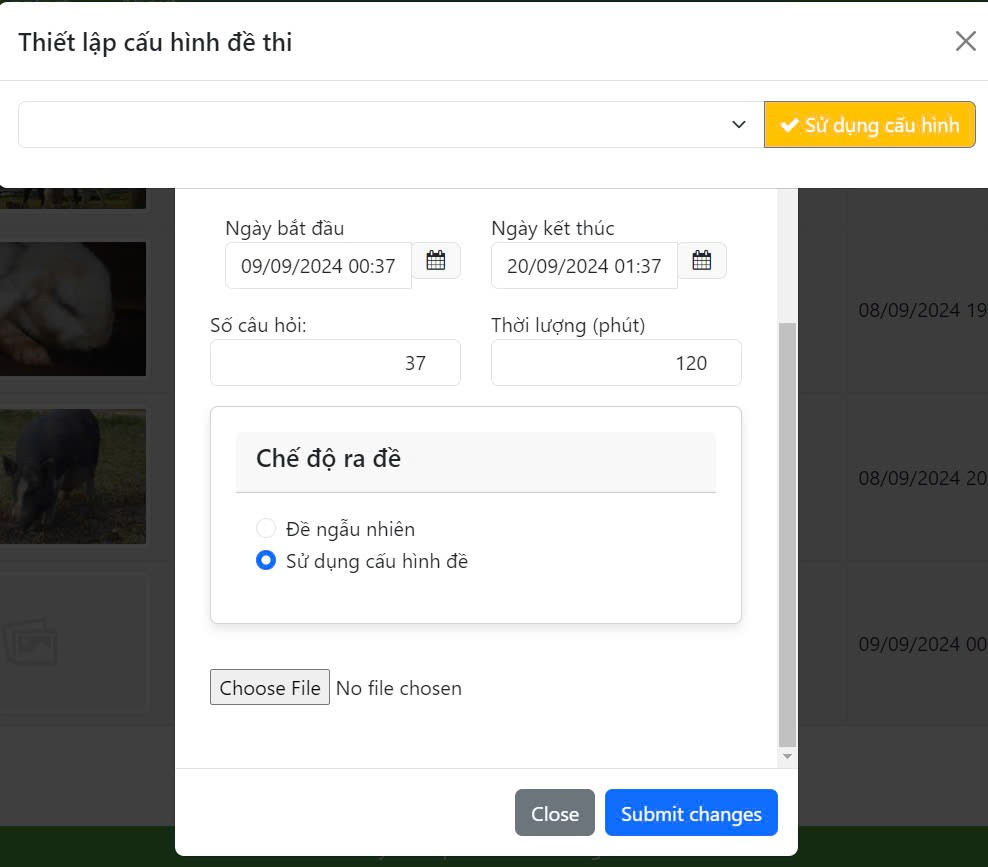 Thiết lập cấu hình đề thi
Sử dụng cấu hình
Ngày bắt đầu
Ngày kết thúc
09/09/2024 00:37
20/09/2024 01:37
08/09/2024 19
Số câu hỏi:
Thời lượng (phút)
37
120
Chế độ ra đề
08/09/2024 20
Đề ngẫu nhiên
Sử dụng cấu hình đề
09/09/2024 00
Choose File No file chosen
Close
Submit changes